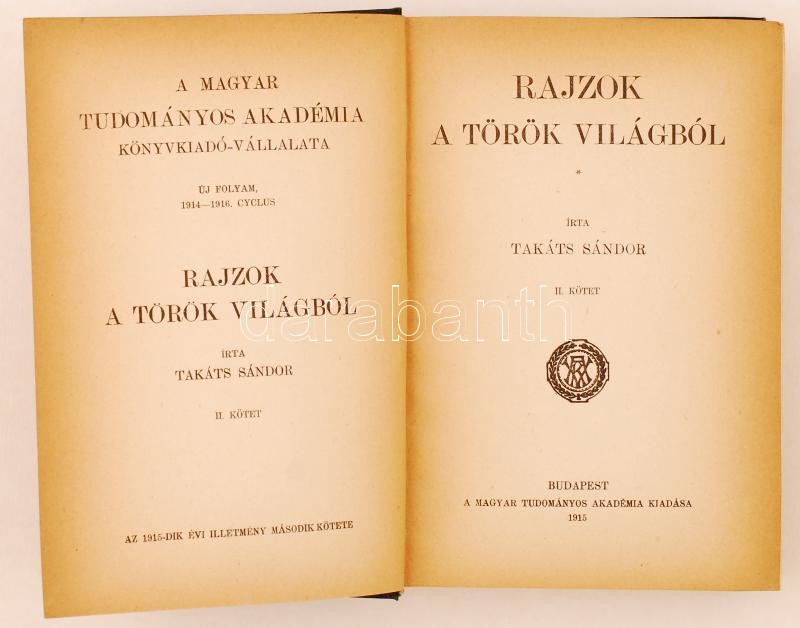 A MAGYAR
TUDOMÁNYOS AKADÉMIA
KÖNYVKIADÓ-VÁLLALATA
ÚJ FOLYAM,
1914—1916. CYCLUS
RAJZOK
A TÖRÖK VILÁGBÓL
ÍRTA
TAKÁTS SÁNDOR
II. KÖTET
AZ 1915-DIK ÉVI ILLETMÉNY MÁSODIK KÖTETE
RAJZOK
A TÖRÖK VILÁGBÓL
*
ÍRTA
TAKÁTS SÁNDOR
II. KÖTET
BUDAPEST
A MAGYAR TUDOMÁNYOS AKADÉMIA KIADÁSA
1915
darabanth.com